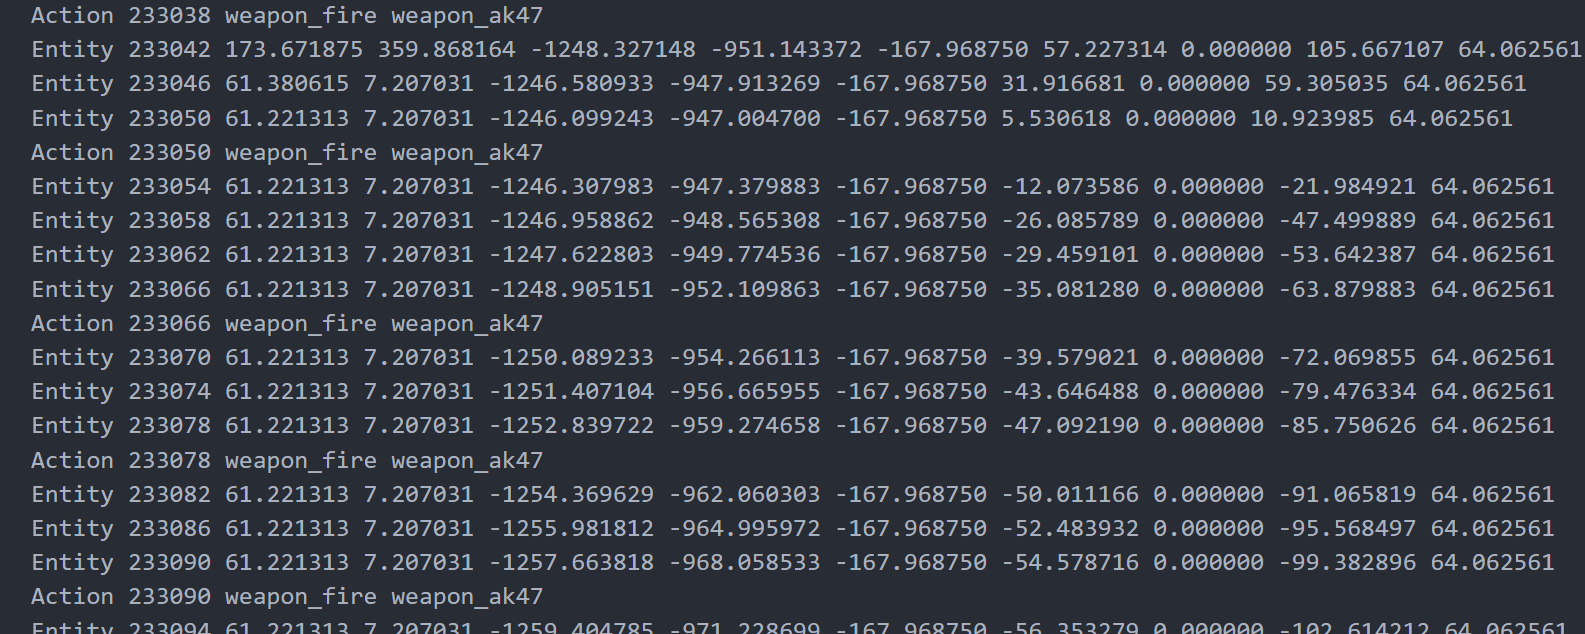 Action 233038 weapon_fire weapon_ak47
Entity 233042 173.671875 359.868164 -1248.327148 -951.143372 -167.968750 57.227314 0.000000 105.667107 64.062561
Entity 233046 61.380615 7.207031 -1246.580933 -947.913269 -167.968750 31.916681 0.000000 59.305035 64.062561
Entity 233050 61.221313 7.207031 -1246.099243 -947.004700 -167.968750 5.530618 0.000000 10.923985 64.062561
Action 233050 weapon_fire weapon_ak47
Entity 233054 61.221313 7.207031 -1246.307983 -947.379883 -167.968750 -12.073586 0.000000 -21.984921 64.062561
Entity 233058 61.221313 7.207031 -1246.958862 -948.565308 -167.968750 -26.085789 0.000000 -47.499889 64.062561
Entity 233062 61.221313 7.207031 -1247.622803 -949.774536 -167.968750 -29.459101 0.000000 -53.642387 64.062561
Entity 233066 61.221313 7.207031 -1248.905151 -952.109863 -167.968750 -35.081280 0.000000 -63.879883 64.062561
Action 233066 weapon_fire weapon_ak47
Entity 233070 61.221313 7.207031 -1250.089233 -954.266113 -167.968750 -39.579021 0.000000 -72.069855 64.062561
Entity 233074 61.221313 7.207031 -1251.407104 -956.665955 -167.968750 -43.646488 0.000000 -79.476334 64.062561
Entity 233078 61.221313 7.207031 -1252.839722 -959.274658 -167.968750 -47.092190 0.000000 -85.750626 64.062561
Action 233078 weapon_fire weapon_ak47
Entity 233082 61.221313 7.207031 -1254.369629 -962.060303 -167.968750 -50.011166 0.000000 -91.065819 64.062561
Entity 233086 61.221313 7.207031 -1255.981812 -964.995972 -167.968750 -52.483932 0.000000 -95.568497 64.062561
Entity 233090 61.221313 7.207031 -1257.663818 -968.058533 -167.968750 -54.578716 0.000000 -99.382896 64.062561
Action 233090 weapon_fire weapon_ak47
Entity 233094 61.221313 7.207031 -1259.404785 -971.228699 -167.968750 -56.353279 0.000000 -102.614212 64.062561